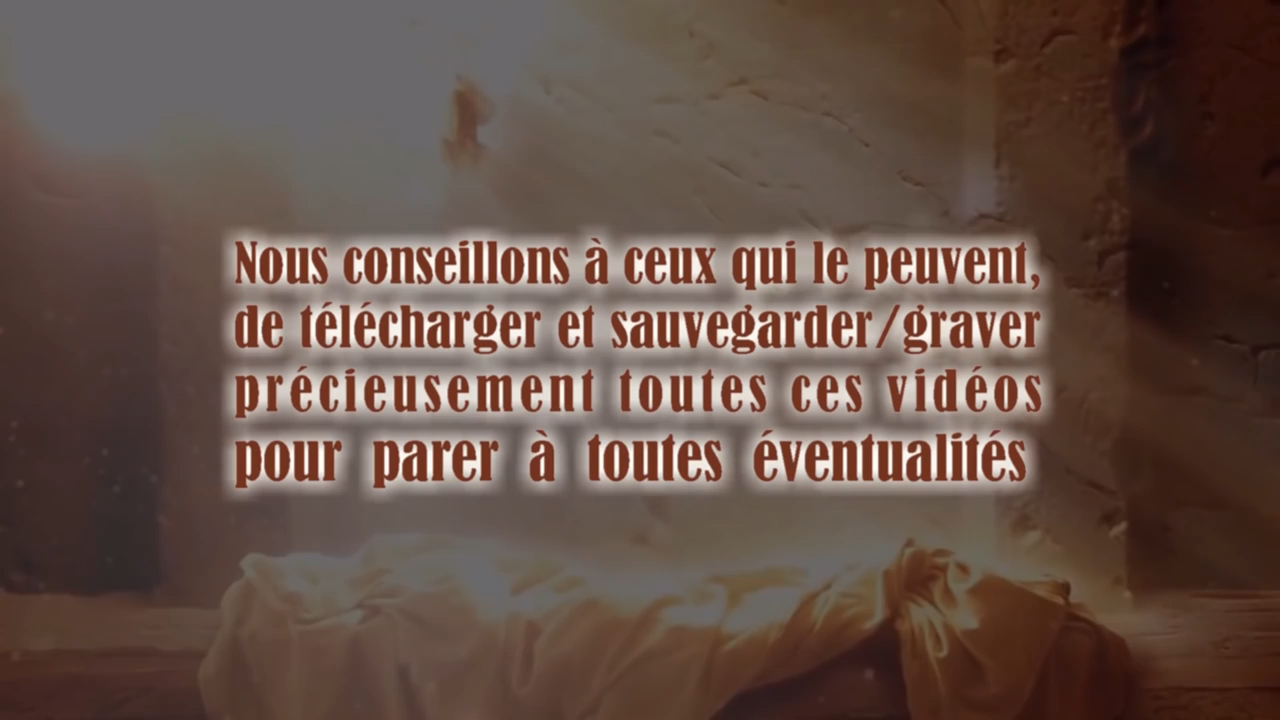 Nous conseillons à ceux qui le peuvent,
de télécharger et sauvegarder/graver
précieusement toutes ces vidéos
pour parer à toutes éventualités